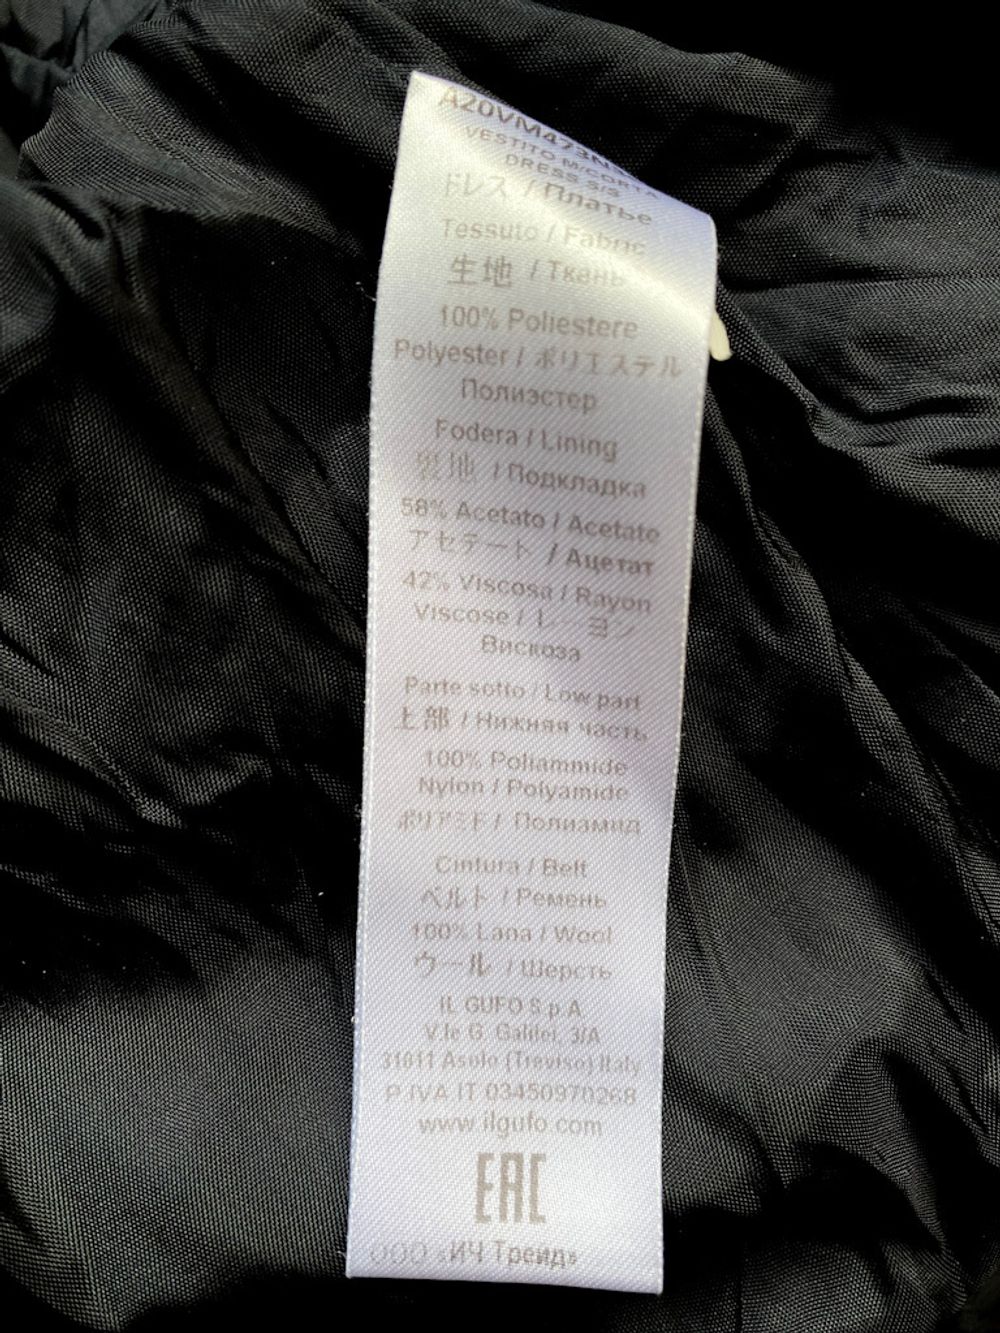 VESTITO
DRESS S/S
ドレス / Платье
Tessuto / Fabric
生地 / Ткань
100% Poliestere
Polyester / ポリエステル
Полиэстер
Fodera / Lining
裏地 / Подкладка
58% Acetato / Acetate
アセテート / Ацетат
42% Viscosa / Rayon
Viscose / レーヨン
Вискоза
Parte sotto / Low part
上部 / Нижняя часть
100% Poliammide
Nylon / Polyamide
ポリアミド / Полиамид
Cintura / Belt
ベルト / Ремень
100% Lana / Wool
ウール / Шерсть
IL GUFO S.p.A.
V.le G. Galilei, 3/A
31011 Asolo (Treviso) Italy
P.IVA IT 03450970268
www.ilgufo.com
EAC
ООО «ИЧ Трейд»